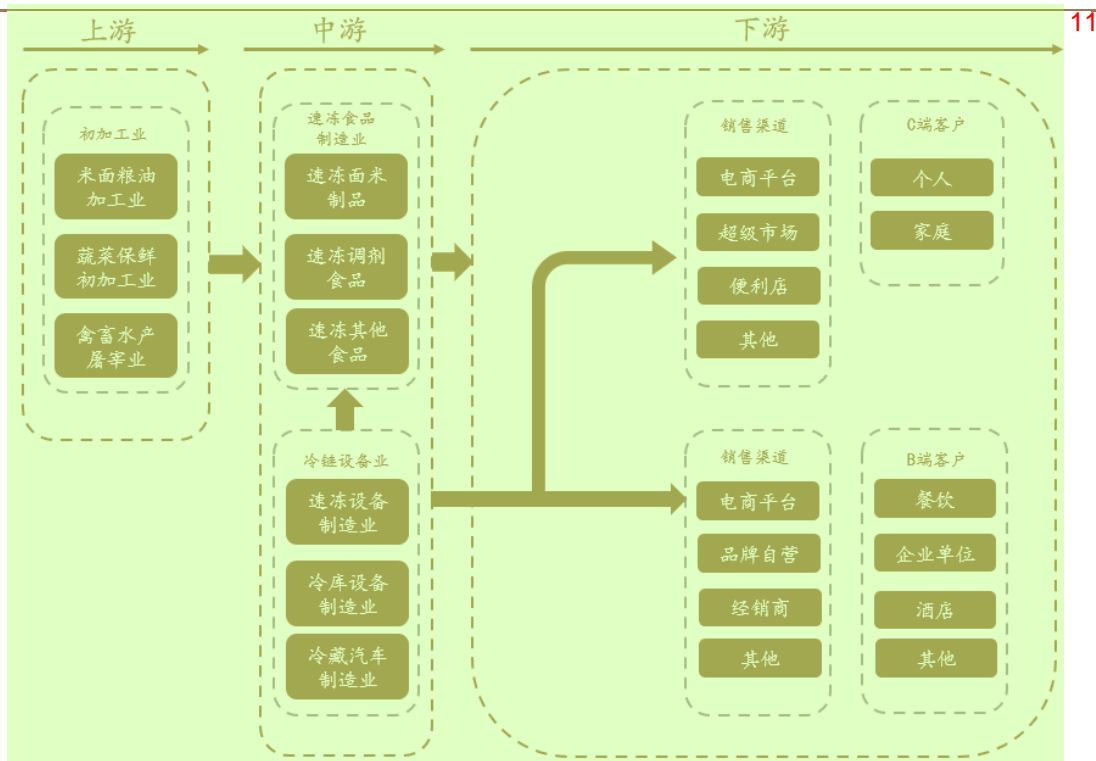 11
上游
中游
下游
初加工业
米面粮油
加工业
蔬菜保鲜
初加工业
禽畜水产
屠宰业
速冻食品
制造业
速冻面米
制品
速冻调剂
食品
速冻其他
食品
冷链设备业
速冻设备
制造业
冷库设备
制造业
冷藏汽车
制造业
销售渠道
电商平台
超级市场
便利店
其他
C端客户
个人
家庭
销售渠道
电商平台
品牌自营
经销商
其他
B端客户
餐饮
企业单位
酒店
其他